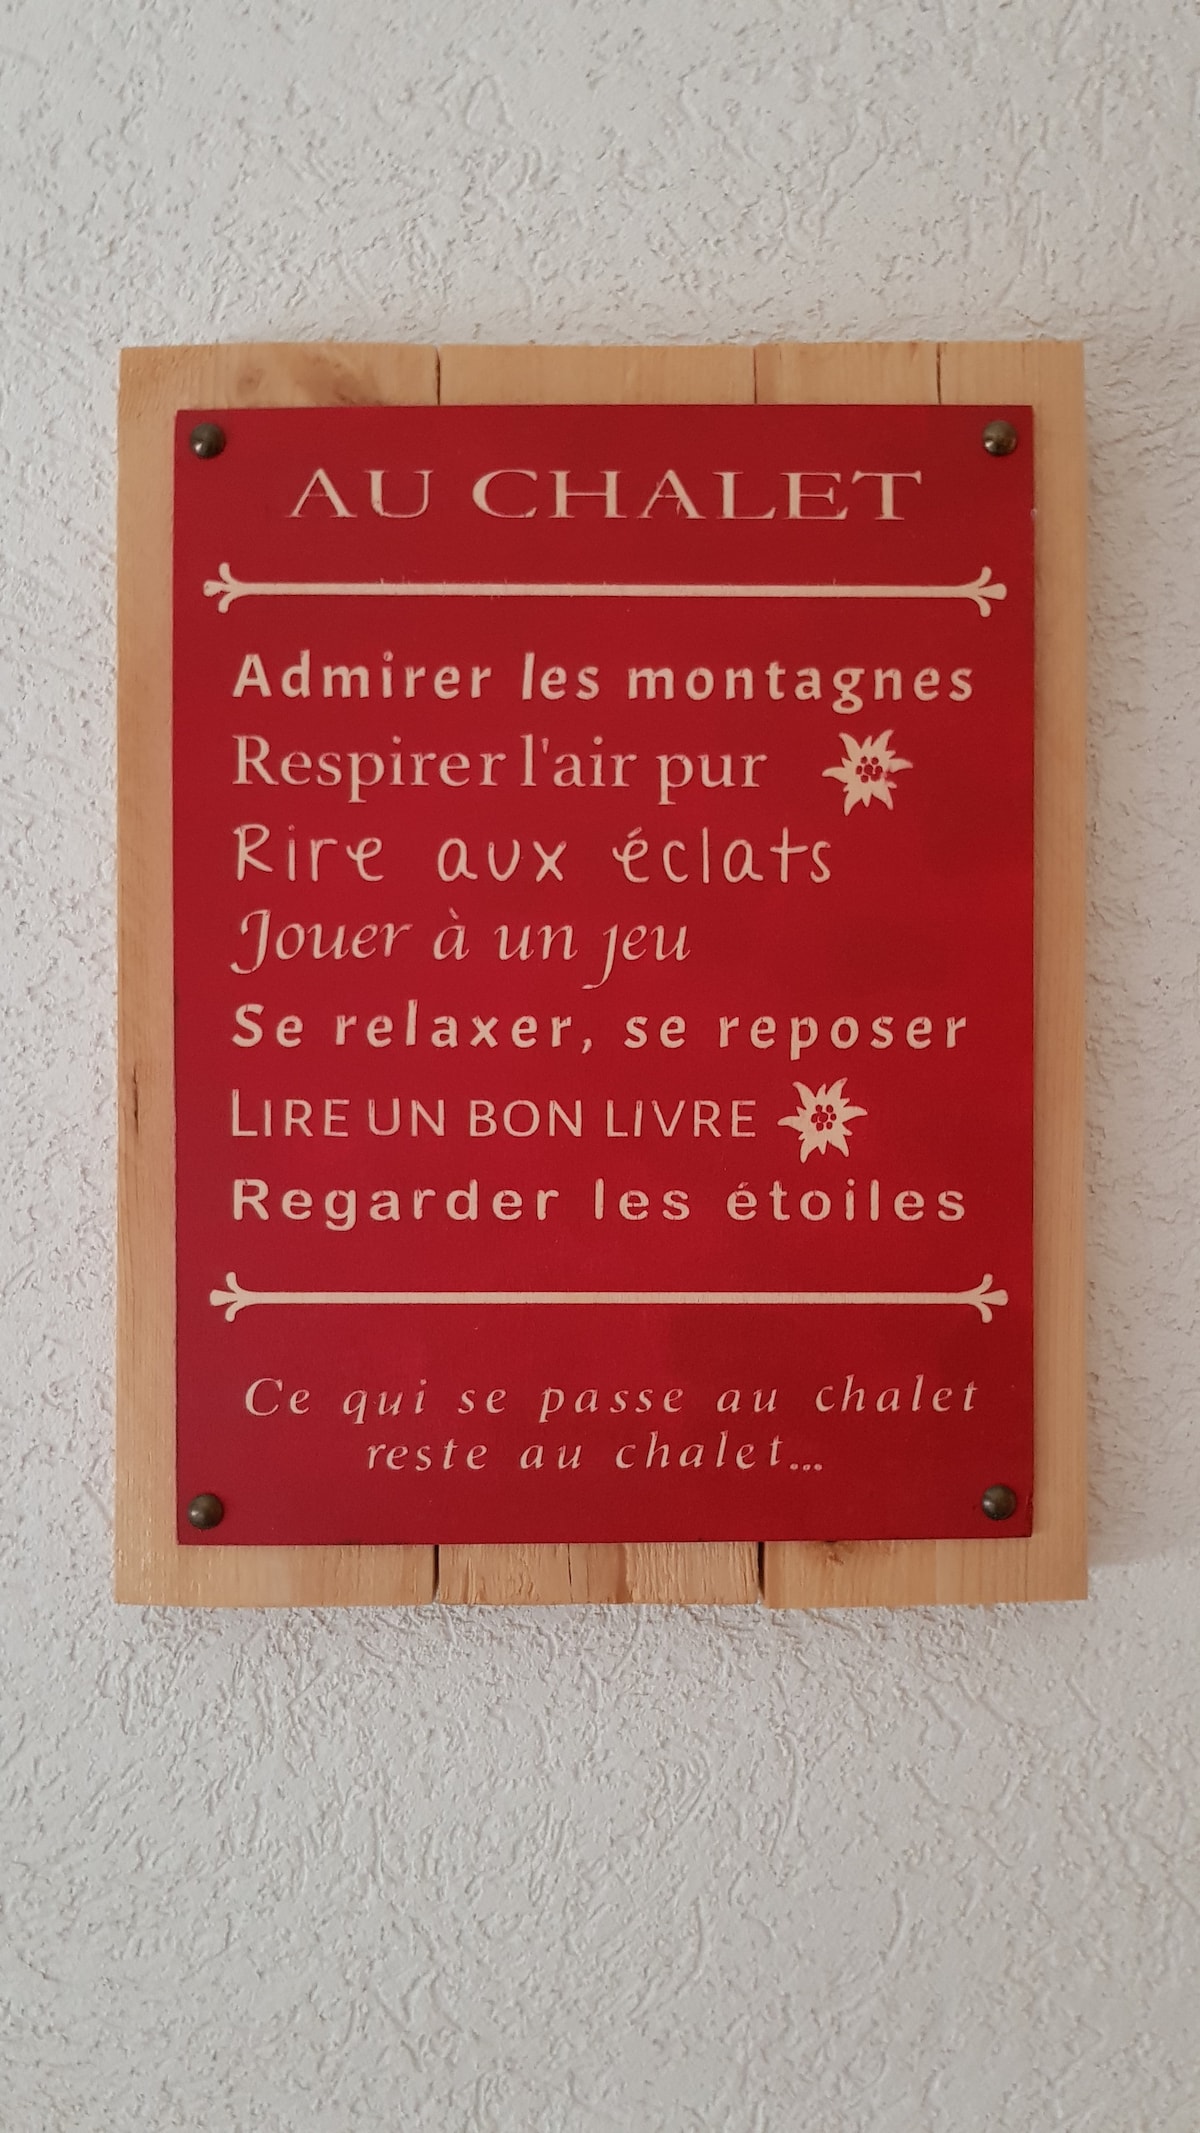 AU CHALET
Admirer les montagnes
Respirer l'air pur
Rire aux éclats
Jouer à un jeu
Se relaxer, se reposer
LIRE UN BON LIVRE
Regarder les étoiles
Ce qui se passe au chalet
reste au chalet...